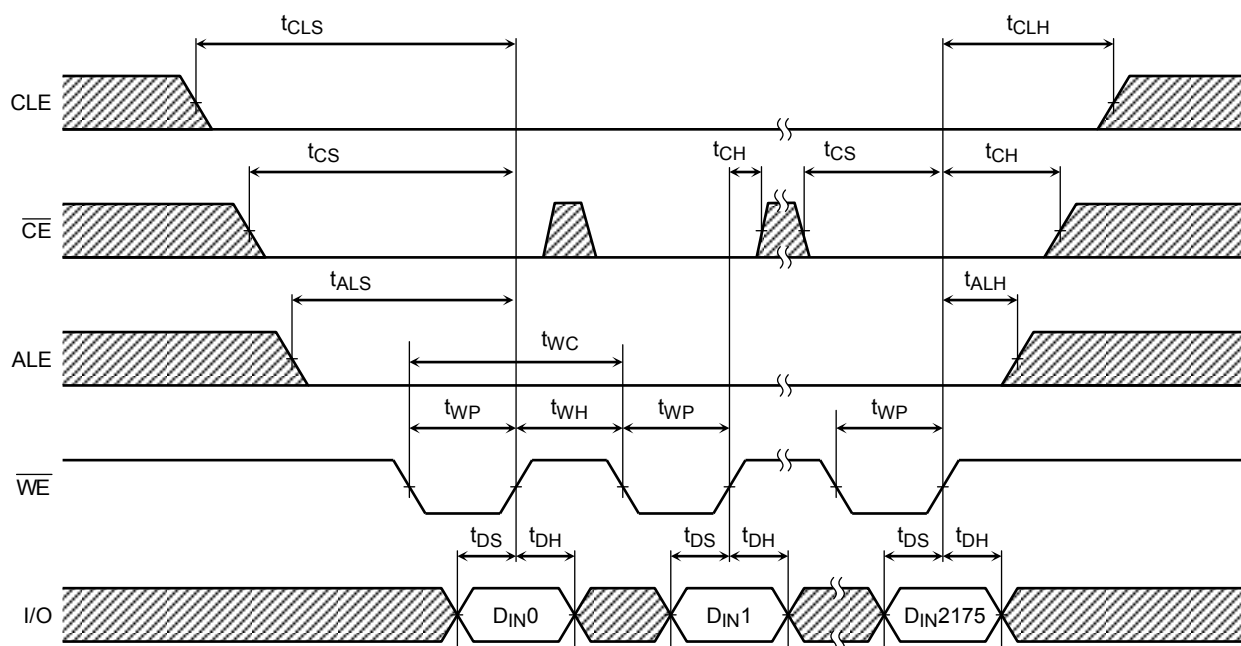 tCLS tCLH
CLE
tCS tCH tCS tCH
CE
tALS tALH
ALE
tWC
tWP tWH tWP tWP
WE
tDS tDH tDS tDH tDS tDH
I/O DIN0 DIN1 DIN2175